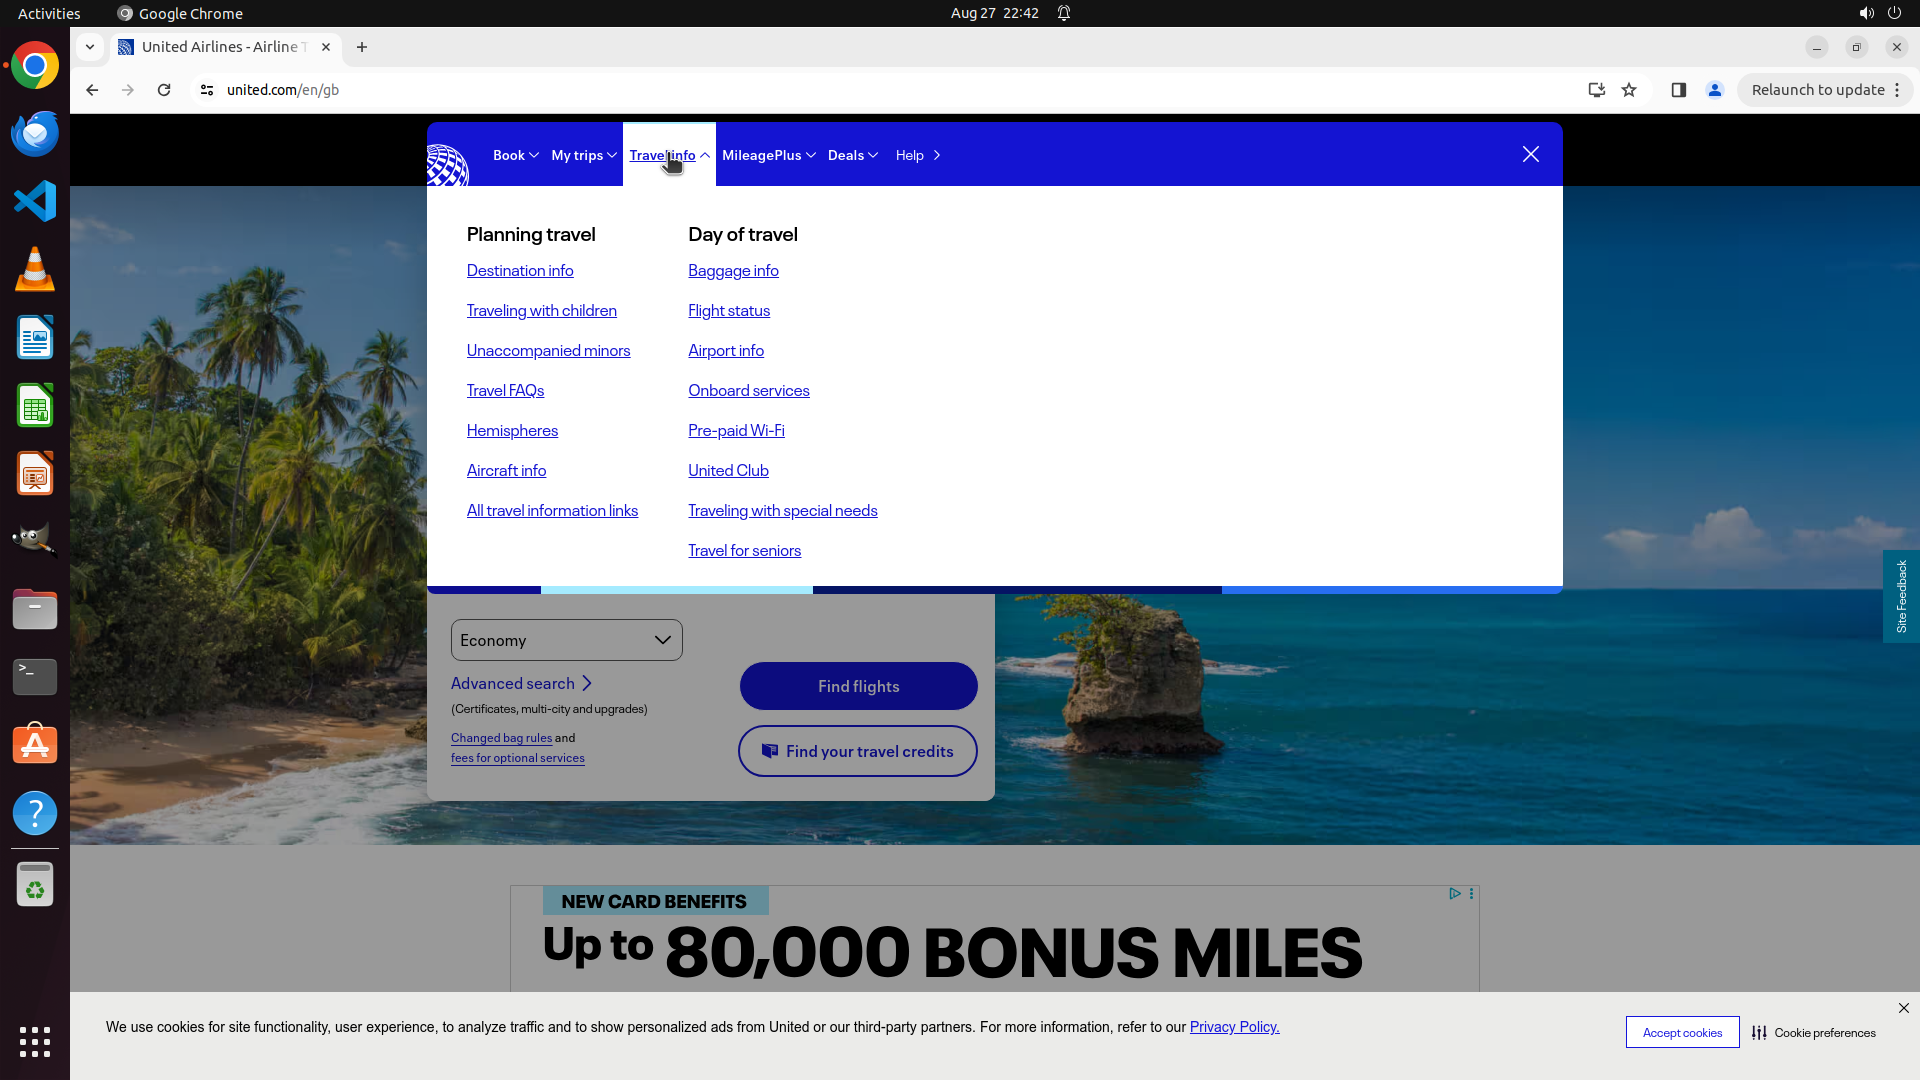 Activities
Google Chrome
Aug 27 22:42
United Airlines - Airline T
united.com/en/gb
Relaunch to update
Book
My trips
Travel info
MileagePlus
Deals
Help
Planning travel
Destination info
Traveling with children
Unaccompanied minors
Travel FAQs
Hemispheres
Aircraft info
All travel information links
Day of travel
Baggage info
Flight status
Airport info
Onboard services
Pre-paid Wi-Fi
United Club
Traveling with special needs
Travel for seniors
Economy
Advanced search
(Certificates, multi-city and upgrades)
Changed bag rules and
fees for optional services
Find flights
Find your travel credits
Site Feedback
NEW CARD BENEFITS
Up to 80,000 BONUS MILES
We use cookies for site functionality, user experience, to analyze traffic and to show personalized ads from United or our third-party partners. For more information, refer to our Privacy Policy.
Accept cookies
Cookie preferences